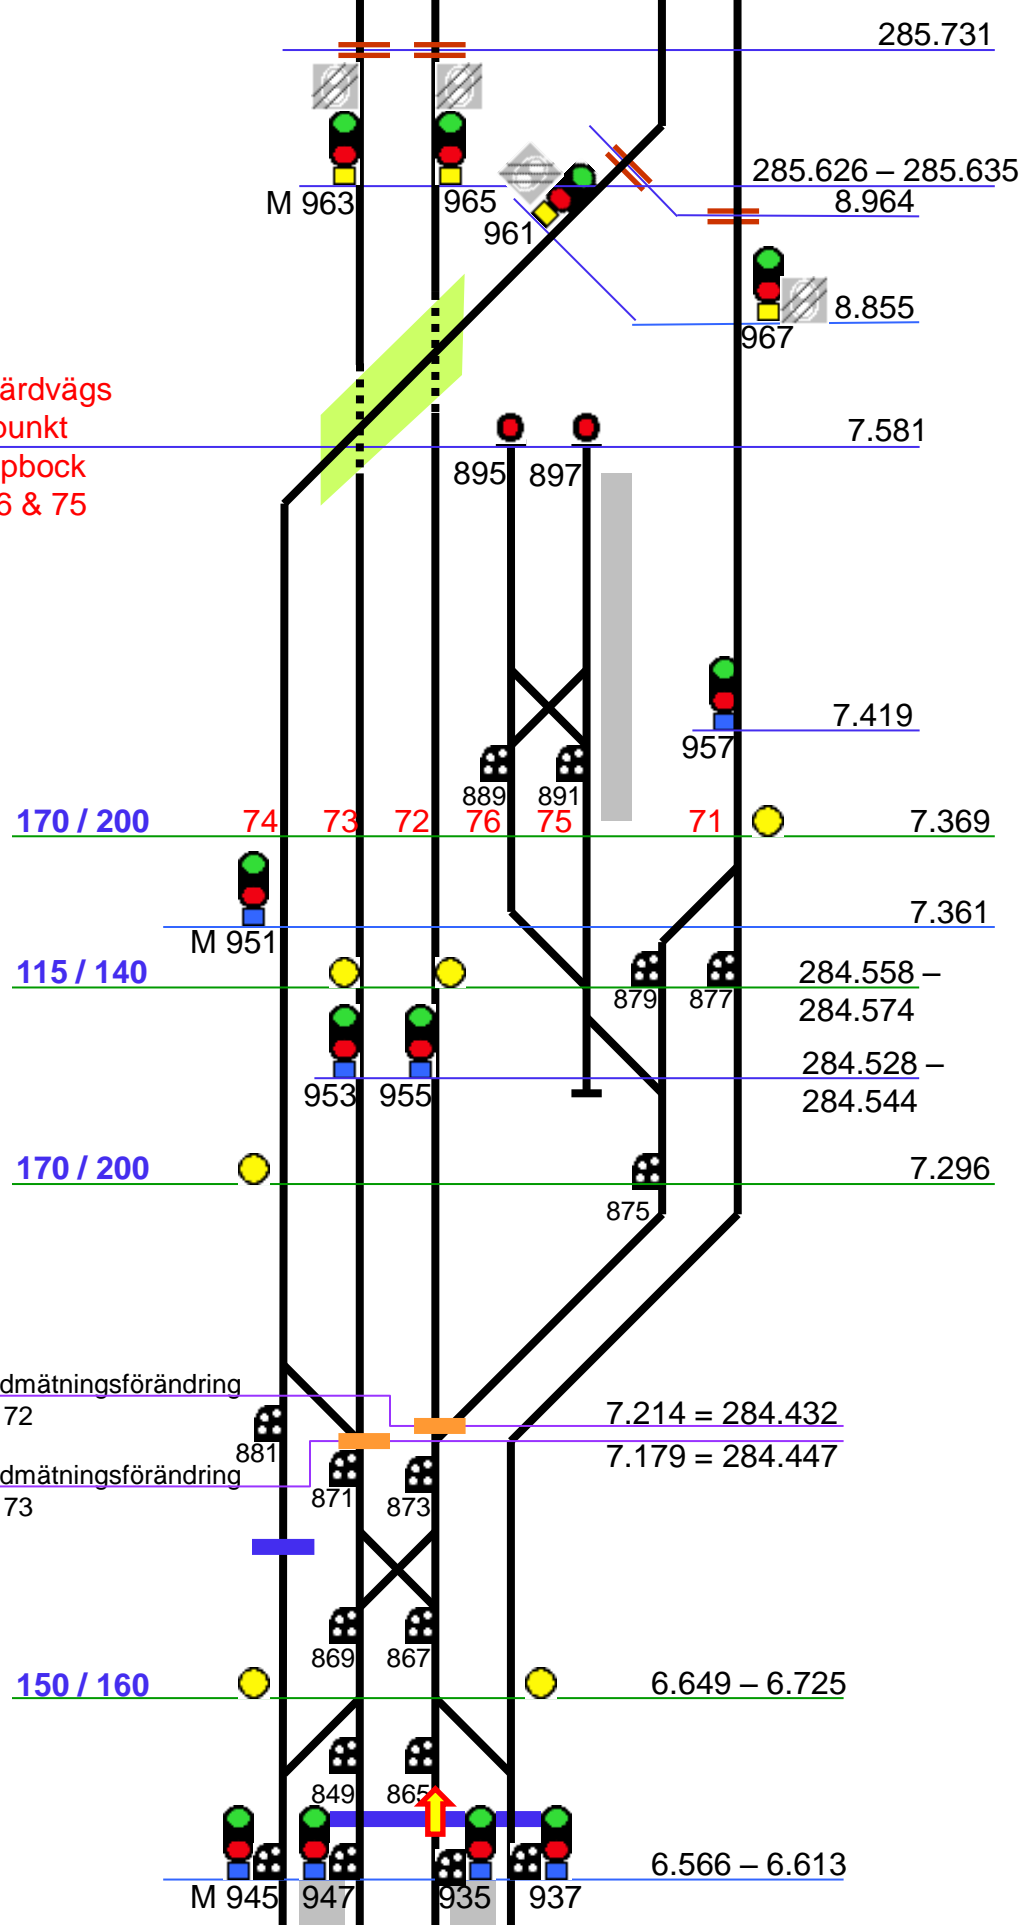 285.731
285.626 – 285.635
M 963
965
8.964
961
8.855
967
ärdvägs
punkt
pbock
6 & 75
7.581
895
897
7.419
957
889
891
170 / 200
74
73
72
76
75
71
7.369
7.361
M 951
115 / 140
284.558 –
284.574
879
877
284.528 –
284.544
953
955
170 / 200
7.296
875
dmätningsförändring
72
7.214 = 284.432
881
7.179 = 284.447
dmätningsförändring
73
871
873
869
867
150 / 160
6.649 – 6.725
849
865
6.566 – 6.613
M 945
947
935
937